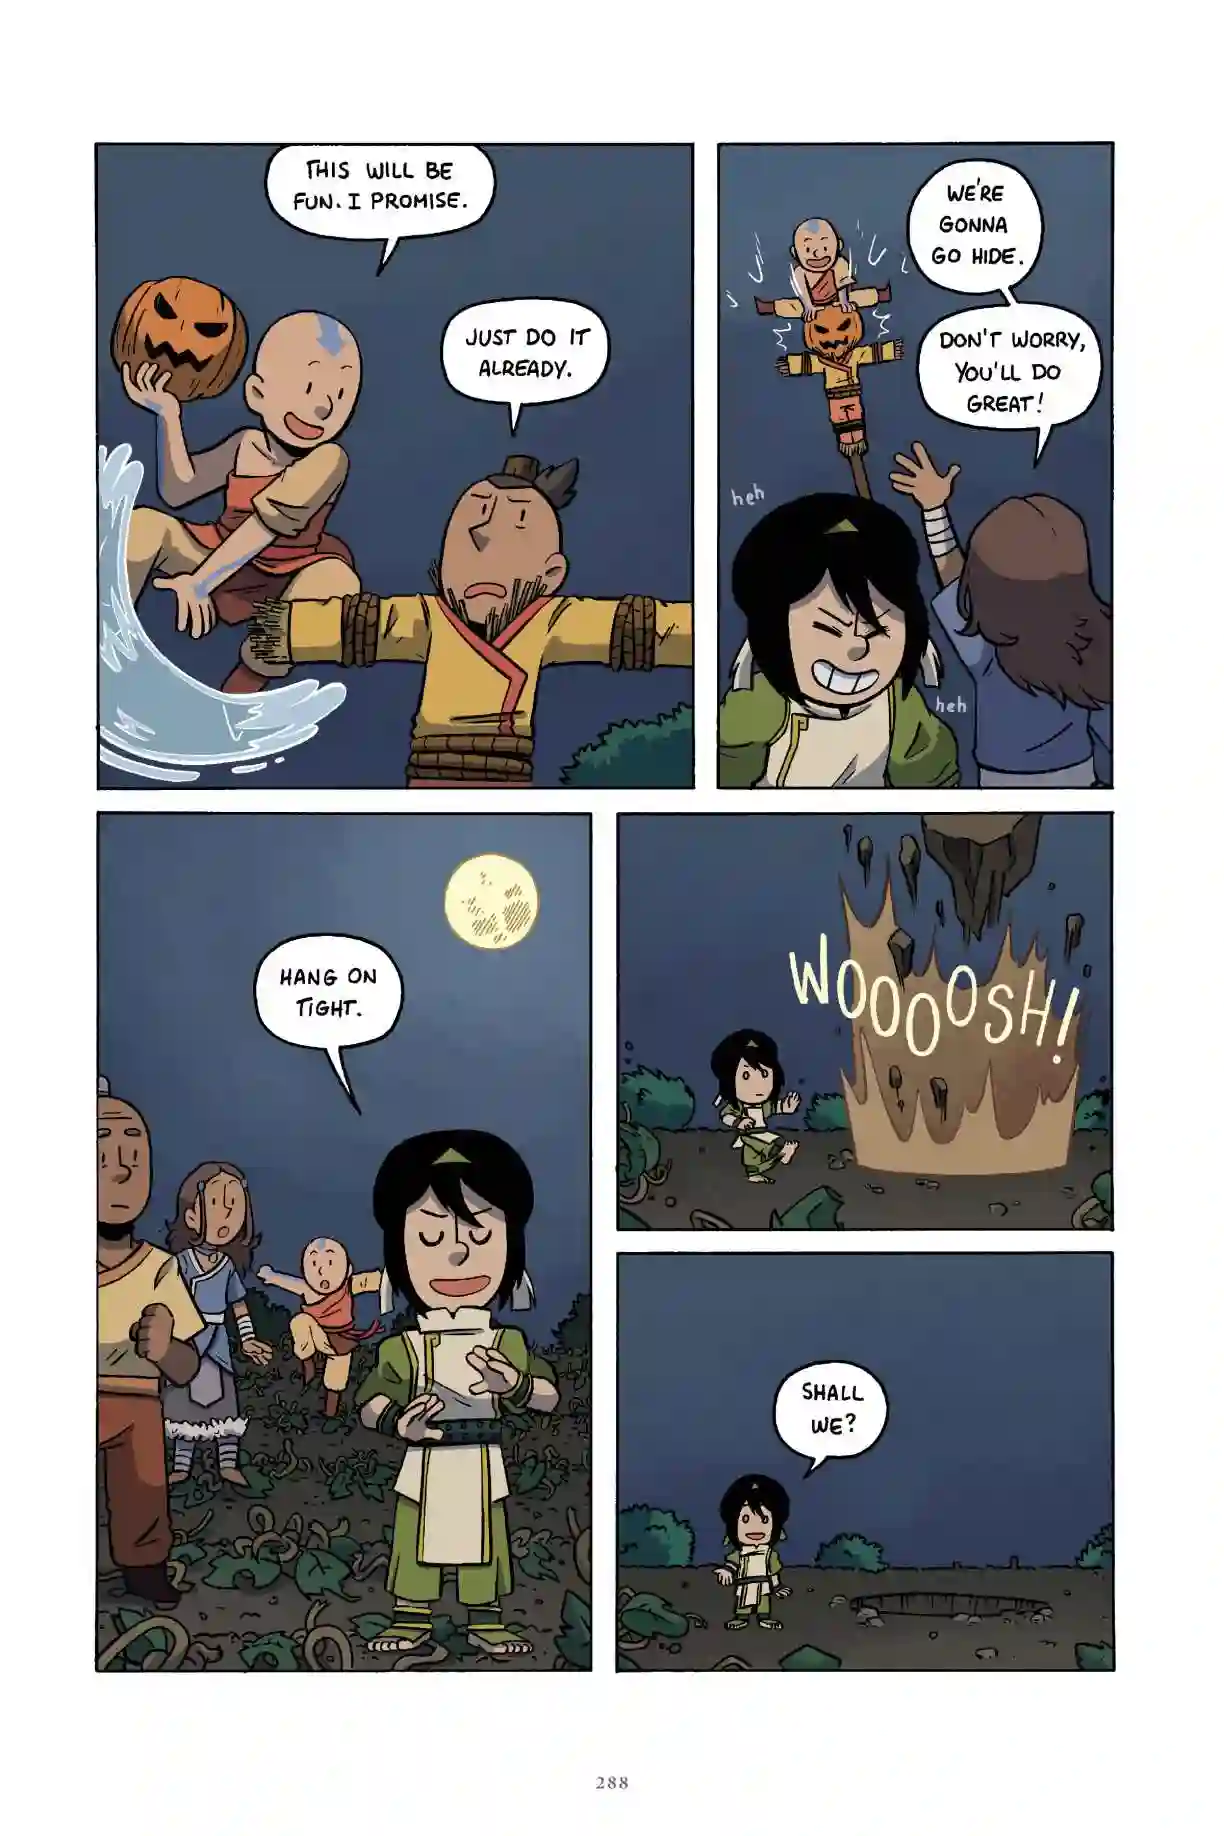 THIS WILL BE
FUN. I PROMISE.
JUST DO IT
ALREADY.
WE'RE
GONNA
GO HIDE.
DON'T WORRY,
YOU'LL DO
GREAT!
heh
heh
HANG ON
TIGHT.
WOOOOSH!
SHALL
WE?
288